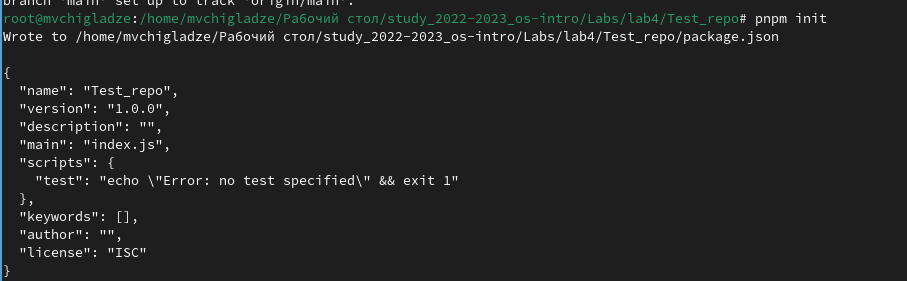 branch 'main' set up to track 'origin/main'.
root@mvchigladze:/home/mvchigladze/Рабочий стол/study_2022-2023_os-intro/Labs/lab4/Test_repo# pnpm init
Wrote to /home/mvchigladze/Рабочий стол/study_2022-2023_os-intro/Labs/lab4/Test_repo/package.json
{
  "name": "Test_repo",
  "version": "1.0.0",
  "description": "",
  "main": "index.js",
  "scripts": {
    "test": "echo \"Error: no test specified\" && exit 1"
  },
  "keywords": [],
  "author": "",
  "license": "ISC"
}